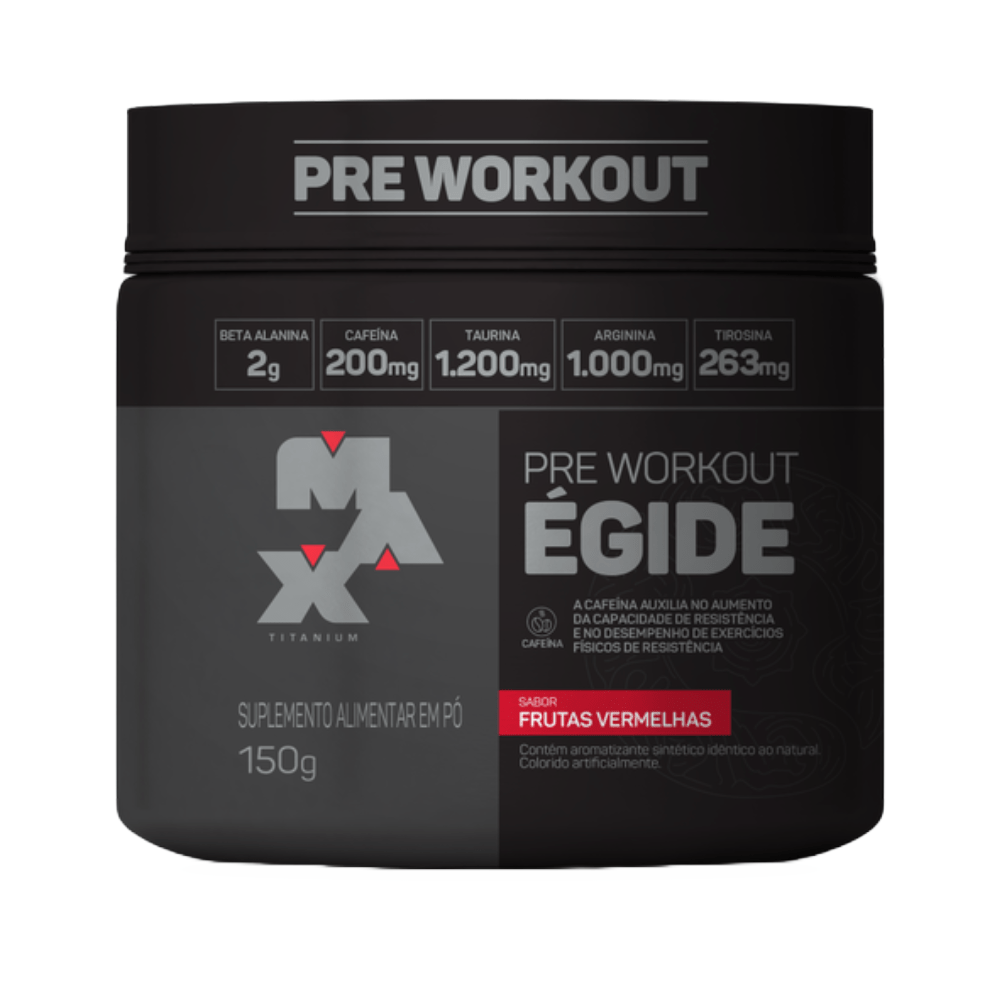 PRE WORKOUT
BETA ALANINA
2g
CAFEÍNA
200mg
TAURINA
1.200mg
ARGININA
1.000mg
TIROSINA
263mg
MAX
TITANIUM
SUPLEMENTO ALIMENTAR EM PÓ
150g
PRE WORKOUT
ÉGIDE
CAFEÍNA
A CAFEÍNA AUXILIA NO AUMENTO
DA CAPACIDADE DE RESISTÊNCIA
E NO DESEMPENHO DE EXERCÍCIOS
FÍSICOS DE RESISTÊNCIA
SABOR
FRUTAS VERMELHAS
Contém aromatizante sintético idêntico ao natural.
Colorido artificialmente.